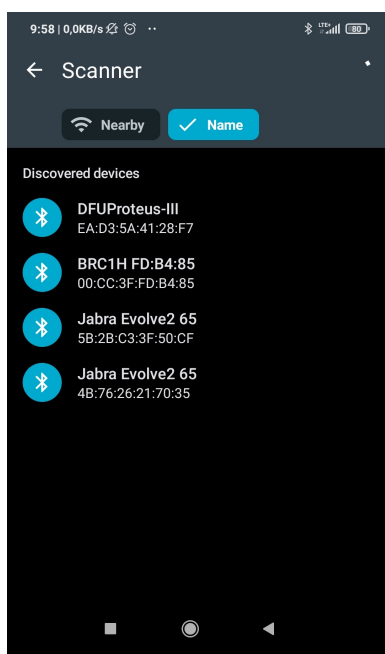 9:58 | 0,0KB/s
LTE+
80
Scanner
Nearby
Name
Discovered devices
DFUProteus-III
EA:D3:5A:41:28:F7
BRC1H FD:B4:85
00:CC:3F:FD:B4:85
Jabra Evolve2 65
5B:2B:C3:3F:50:CF
Jabra Evolve2 65
4B:76:26:21:70:35